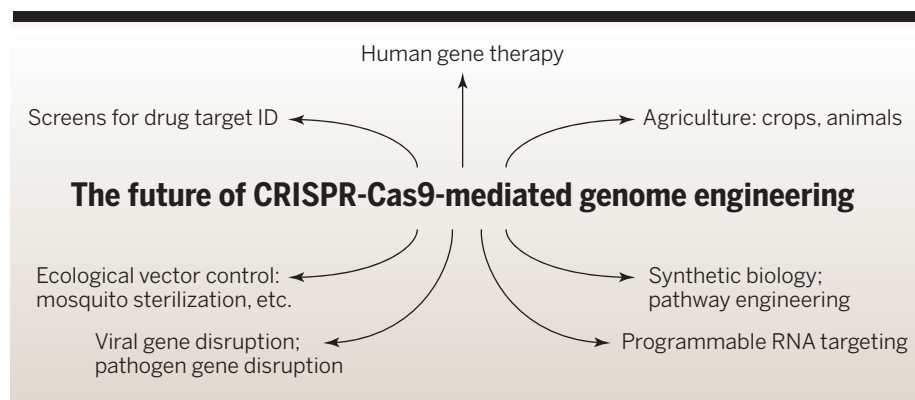 Human gene therapy
Screens for drug target ID
Agriculture: crops, animals
The future of CRISPR-Cas9-mediated genome engineering
Ecological vector control:
mosquito sterilization, etc.
Synthetic biology;
pathway engineering
Viral gene disruption;
pathogen gene disruption
Programmable RNA targeting